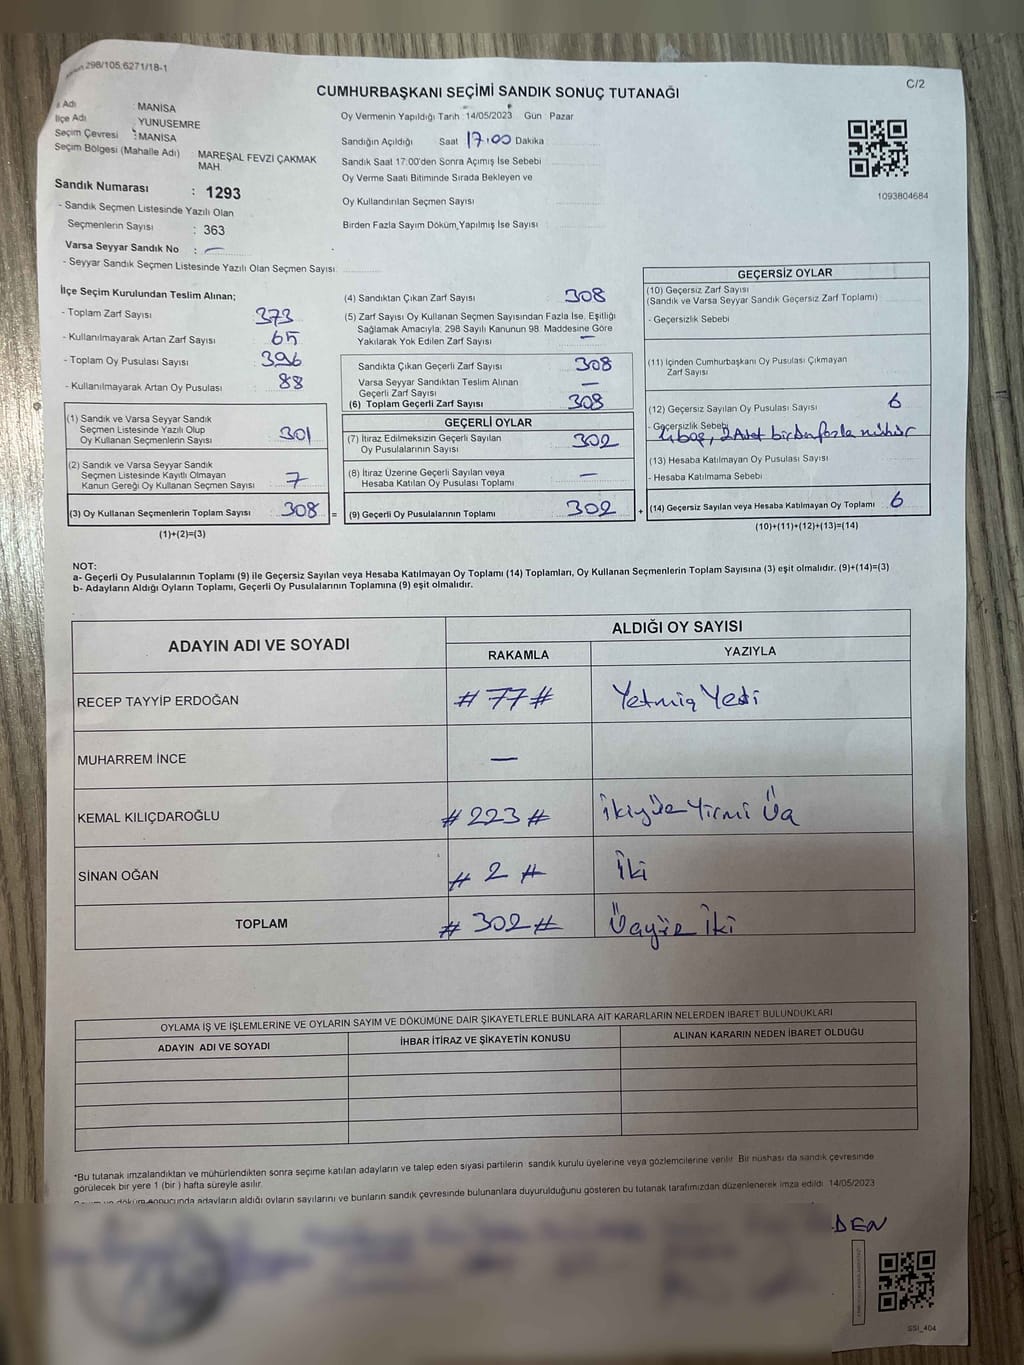 298/105.6271/18-1
C/2
CUMHURBAŞKANI SEÇİMİ SANDIK SONUÇ TUTANAĞI
Adı : MANİSA
İlçe Adı : YUNUSEMRE
Seçim Çevresi : MANİSA
Seçim Bölgesi (Mahalle Adı) MAREŞAL FEVZİ ÇAKMAK MAH
Sandık Numarası : 1293
- Sandık Seçmen Listesinde Yazılı Olan
Seçmenlerin Sayısı : 363
Varsa Seyyar Sandık No : —
- Seyyar Sandık Seçmen Listesinde Yazılı Olan Seçmen Sayısı
Oy Vermenin Yapıldığı Tarih : 14/05/2023 Gün Pazar
Sandığın Açıldığı Saat 17.00 Dakika
Sandık Saat 17:00'den Sonra Açımış İse Sebebi
Oy Verme Saati Bitiminde Sırada Bekleyen ve
Oy Kullandırılan Seçmen Sayısı
Birden Fazla Sayım Döküm Yapılmış İse Sayısı
1093804684
İlçe Seçim Kurulundan Teslim Alınan;
- Toplam Zarf Sayısı 373
- Kullanılmayarak Artan Zarf Sayısı 65
- Toplam Oy Pusulası Sayısı 396
- Kullanılmayarak Artan Oy Pusulası 88
(1) Sandık ve Varsa Seyyar Sandık
Seçmen Listesinde Yazılı Olup
Oy Kullanan Seçmenlerin Sayısı 301
(2) Sandık ve Varsa Seyyar Sandık
Seçmen Listesinde Kayıtlı Olmayan
Kanun Gereği Oy Kullanan Seçmen Sayısı 7
(3) Oy Kullanan Seçmenlerin Toplam Sayısı 308 =
(1)+(2)=(3)
(4) Sandıktan Çıkan Zarf Sayısı 308
(5) Zarf Sayısı Oy Kullanan Seçmen Sayısından Fazla İse, Eşitliği
Sağlamak Amacıyla; 298 Sayılı Kanunun 98. Maddesine Göre
Yakılarak Yok Edilen Zarf Sayısı —
Sandıkta Çıkan Geçerli Zarf Sayısı 308
Varsa Seyyar Sandıktan Teslim Alınan
Geçerli Zarf Sayısı —
(6) Toplam Geçerli Zarf Sayısı 308
GEÇERLİ OYLAR
(7) İtiraz Edilmeksizin Geçerli Sayılan
Oy Pusulalarının Sayısı 302
(8) İtiraz Üzerine Geçerli Sayılan veya
Hesaba Katılan Oy Pusulası Toplamı —
(9) Geçerli Oy Pusulalarının Toplamı 302 +
GEÇERSİZ OYLAR
(10) Geçersiz Zarf Sayısı
(Sandık ve Varsa Seyyar Sandık Geçersiz Zarf Toplamı)
- Geçersizlik Sebebi
(11) İçinden Cumhurbaşkanı Oy Pusulası Çıkmayan
Zarf Sayısı
(12) Geçersiz Sayılan Oy Pusulası Sayısı 6
- Geçersizlik Sebebi 4 boş, 2 Adet birden fazla mühür
(13) Hesaba Katılmayan Oy Pusulası Sayısı
- Hesaba Katılmama Sebebi
(14) Geçersiz Sayılan veya Hesaba Katılmayan Oy Toplamı 6
(10)+(11)+(12)+(13)=(14)
NOT:
a- Geçerli Oy Pusulalarının Toplamı (9) ile Geçersiz Sayılan veya Hesaba Katılmayan Oy Toplamı (14) Toplamları, Oy Kullanan Seçmenlerin Toplam Sayısına (3) eşit olmalıdır. (9)+(14)=(3)
b- Adayların Aldığı Oyların Toplamı, Geçerli Oy Pusulalarının Toplamına (9) eşit olmalıdır.
ADAYIN ADI VE SOYADI
ALDIĞI OY SAYISI
RAKAMLA YAZIYLA
RECEP TAYYİP ERDOĞAN # 77 # Yetmiş Yedi
MUHARREM İNCE —
KEMAL KILIÇDAROĞLU # 223 # İkiyüz Yirmi Üç
SİNAN OĞAN # 2 # İki
TOPLAM # 302 # Üçyüz İki
OYLAMA İŞ VE İŞLEMLERİNE VE OYLARIN SAYIM VE DÖKÜMÜNE DAİR ŞİKAYETLERLE BUNLARA AİT KARARLARIN NELERDEN İBARET BULUNDUKLARI
ADAYIN ADI VE SOYADI İHBAR İTİRAZ VE ŞİKAYETİN KONUSU ALINAN KARARIN NEDEN İBARET OLDUĞU
*Bu tutanak imzalandıktan ve mühürlendikten sonra seçime katılan adayların ve talep eden siyasi partilerin sandık kurulu üyelerine veya gözlemcilerine verilir. Bir nüshası da sandık çevresinde
görülecek bir yere 1 (bir ) hafta süreyle asılır.
döküm sonucunda adayların aldığı oyların sayılarını ve bunların sandık çevresinde bulunanlara duyurulduğunu gösteren bu tutanak tarafımızdan düzenlenerek imza edildi. 14/05/2023
DEN
SSI_404